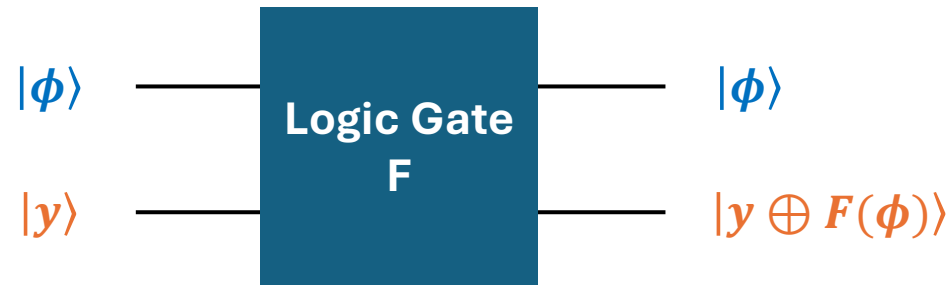 |ϕ⟩
Logic Gate
F
|ϕ⟩
|y⟩
|y ⊕ F(ϕ)⟩